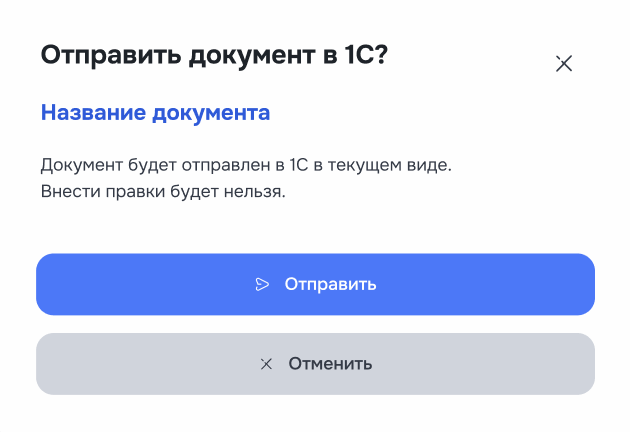 Отправить документ в 1С?
Название документа
Документ будет отправлен в 1С в текущем виде.
Внести правки будет нельзя.
Отправить
Отменить